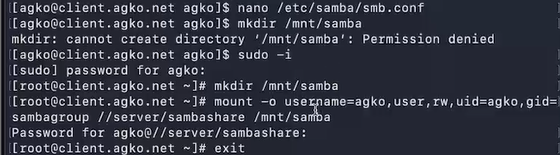 [agko@client.agko.net agko]$ nano /etc/samba/smb.conf
[agko@client.agko.net agko]$ mkdir /mnt/samba
mkdir: cannot create directory ‘/mnt/samba‘: Permission denied
[agko@client.agko.net agko]$ sudo -i
[sudo] password for agko:
[root@client.agko.net ~]# mkdir /mnt/samba
[root@client.agko.net ~]# mount -o username=agko,user,rw,uid=agko,gid=
sambagroup //server/sambashare /mnt/samba
Password for agko@//server/sambashare:
[root@client.agko.net ~]# exit